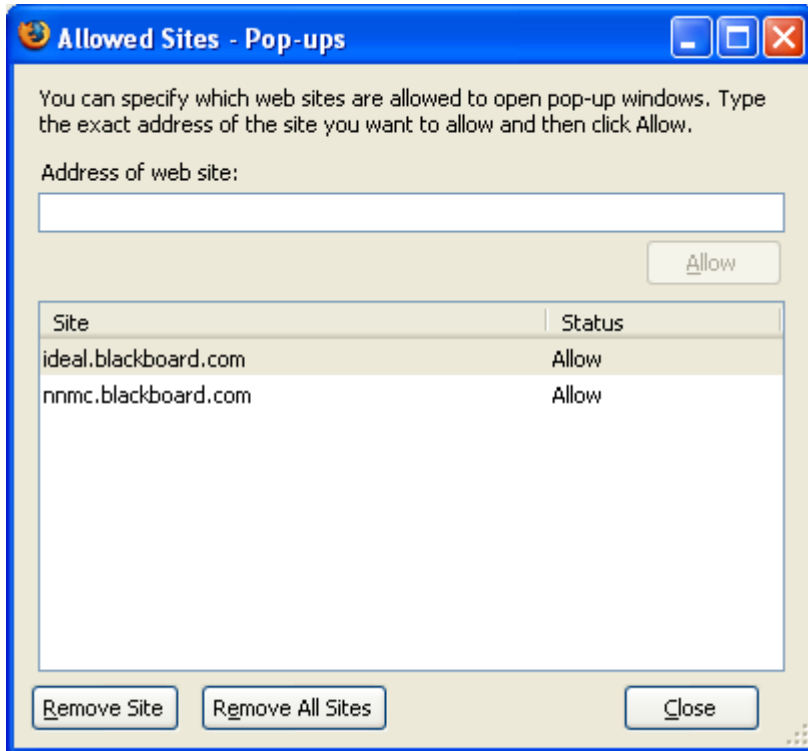 Allowed Sites - Pop-ups
You can specify which web sites are allowed to open pop-up windows. Type
the exact address of the site you want to allow and then click Allow.
Address of web site:
Allow
Site Status
ideal.blackboard.com Allow
nnmc.blackboard.com Allow
Remove Site Remove All Sites Close